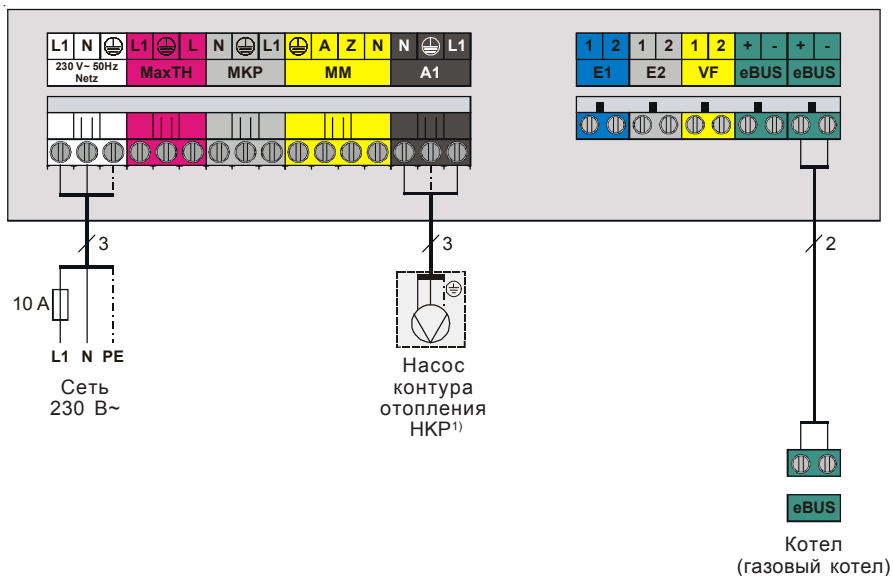 L1 N L1 L N L1 A Z N N L1
230 V~ 50Hz
Netz
MaxTH MKP MM A1
1 2 1 2 1 2 + - + -
E1 E2 VF eBUS eBUS
3
3
2
10 A
L1 N PE
Сеть
230 В~
Насос
контура
отопления
НКР¹⁾
eBUS
Котел
(газовый котел)